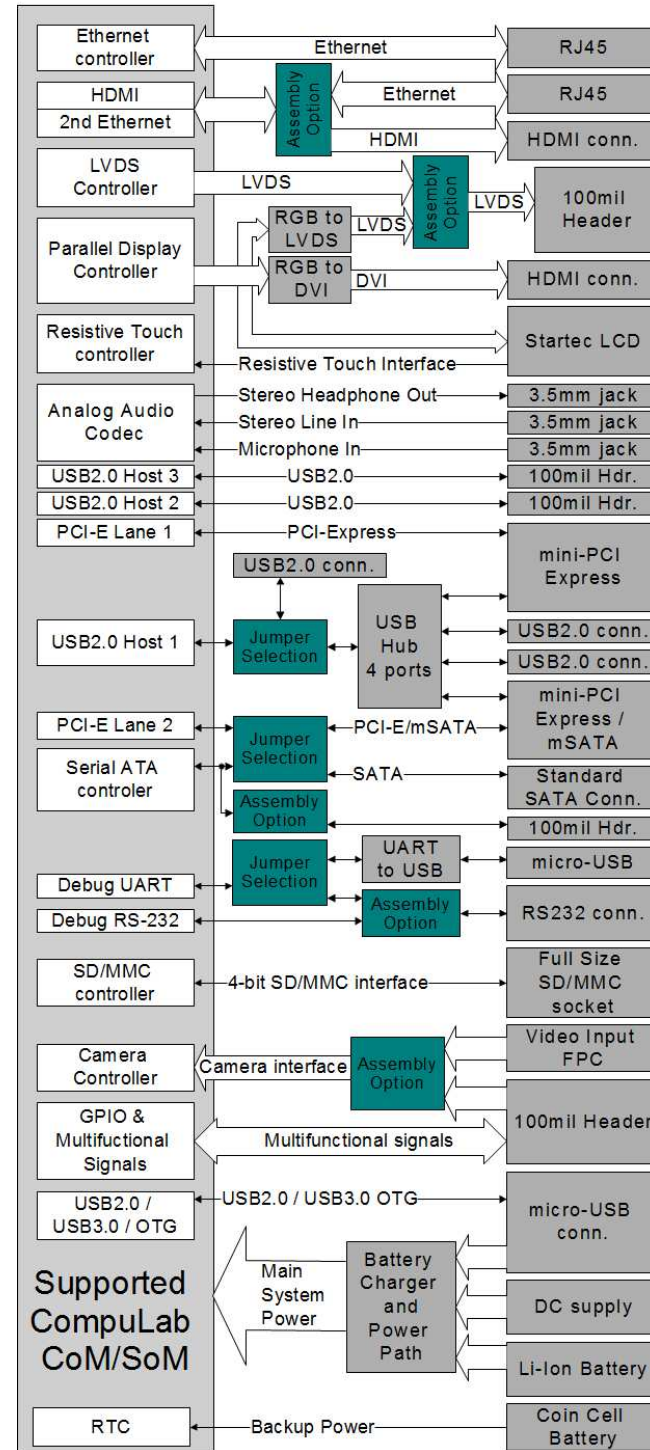 Ethernet
controller
Ethernet
RJ45
HDMI
2nd Ethernet
Assembly
Option
Ethernet
RJ45
HDMI
HDMI conn.
LVDS
Controller
LVDS
Assembly
Option
LVDS
100mil
Header
Parallel Display
Controller
RGB to
LVDS
LVDS
RGB to
DVI
DVI
HDMI conn.
Resistive Touch
controller
Resistive Touch Interface
Startec LCD
Analog Audio
Codec
Stereo Headphone Out
3.5mm jack
Stereo Line In
3.5mm jack
Microphone In
3.5mm jack
USB2.0 Host 3
USB2.0
100mil Hdr.
USB2.0 Host 2
USB2.0
100mil Hdr.
PCI-E Lane 1
PCI-Express
mini-PCI
Express
USB2.0 conn.
USB2.0 Host 1
Jumper
Selection
USB
Hub
4 ports
USB2.0 conn.
USB2.0 conn.
mini-PCI
Express /
mSATA
PCI-E Lane 2
Jumper
Selection
PCI-E/mSATA
Serial ATA
controler
SATA
Standard
SATA Conn.
Assembly
Option
100mil Hdr.
Jumper
Selection
UART
to USB
micro-USB
Debug UART
Debug RS-232
Assembly
Option
RS232 conn.
SD/MMC
controller
4-bit SD/MMC interface
Full Size
SD/MMC
socket
Camera
Controller
Camera interface
Assembly
Option
Video Input
FPC
GPIO &
Multifuctional
Signals
Multifunctional signals
100mil Header
USB2.0 /
USB3.0 / OTG
USB2.0 / USB3.0 OTG
micro-USB
conn.
Supported
CompuLab
CoM/SoM
Main
System
Power
Battery
Charger
and
Power
Path
DC supply
Li-Ion Battery
RTC
Backup Power
Coin Cell
Battery